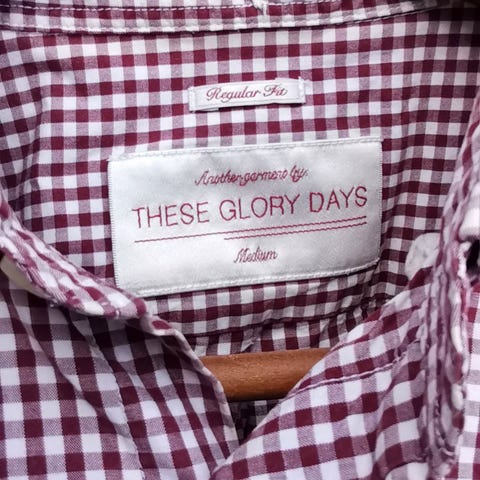 Regular Fit
Another garment by:
THESE GLORY DAYS
Medium